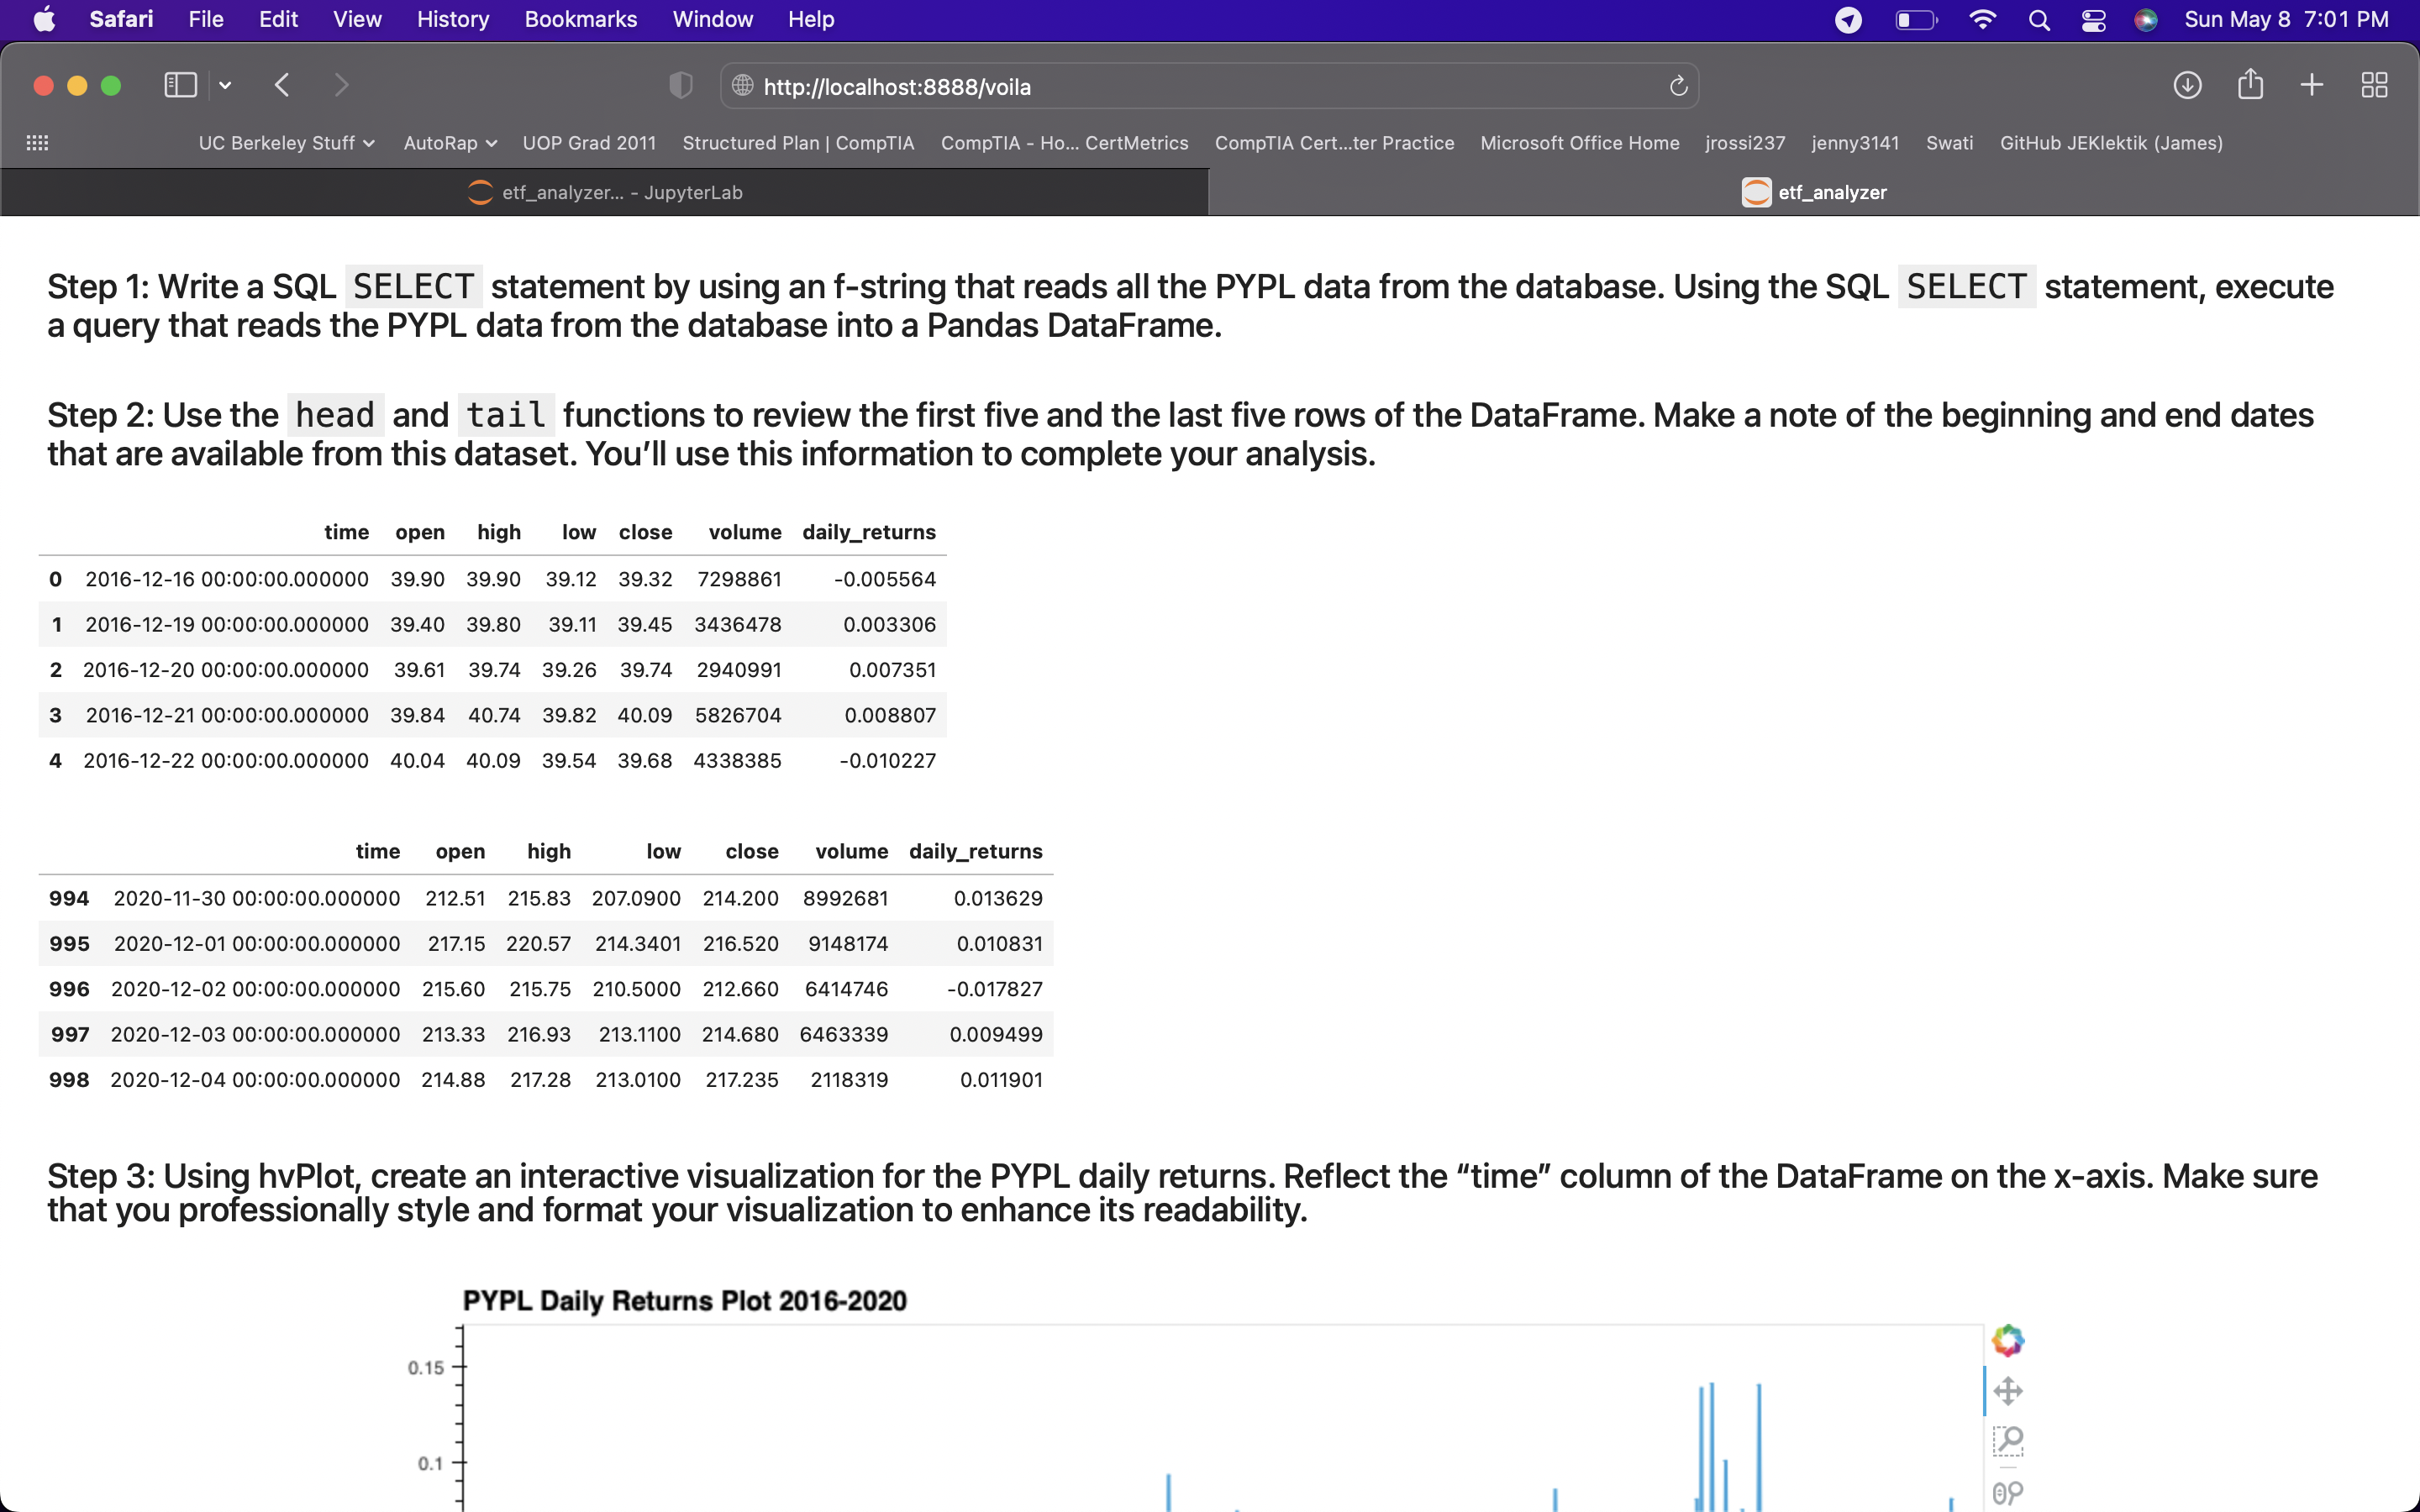 Safari File Edit View History Bookmarks Window Help Sun May 8 7:01 PM
http://localhost:8888/voila
UC Berkeley Stuff AutoRap UOP Grad 2011 Structured Plan | CompTIA CompTIA - Ho... CertMetrics CompTIA Cert...ter Practice Microsoft Office Home jrossi237 jenny3141 Swati GitHub JEKlektik (James)
etf_analyzer... - JupyterLab etf_analyzer
Step 1: Write a SQL SELECT statement by using an f-string that reads all the PYPL data from the database. Using the SQL SELECT statement, execute
a query that reads the PYPL data from the database into a Pandas DataFrame.
Step 2: Use the head and tail functions to review the first five and the last five rows of the DataFrame. Make a note of the beginning and end dates
that are available from this dataset. You’ll use this information to complete your analysis.
time open high low close volume daily_returns
0 2016-12-16 00:00:00.000000 39.90 39.90 39.12 39.32 7298861 -0.005564
1 2016-12-19 00:00:00.000000 39.40 39.80 39.11 39.45 3436478 0.003306
2 2016-12-20 00:00:00.000000 39.61 39.74 39.26 39.74 2940991 0.007351
3 2016-12-21 00:00:00.000000 39.84 40.74 39.82 40.09 5826704 0.008807
4 2016-12-22 00:00:00.000000 40.04 40.09 39.54 39.68 4338385 -0.010227
time open high low close volume daily_returns
994 2020-11-30 00:00:00.000000 212.51 215.83 207.0900 214.200 8992681 0.013629
995 2020-12-01 00:00:00.000000 217.15 220.57 214.3401 216.520 9148174 0.010831
996 2020-12-02 00:00:00.000000 215.60 215.75 210.5000 212.660 6414746 -0.017827
997 2020-12-03 00:00:00.000000 213.33 216.93 213.1100 214.680 6463339 0.009499
998 2020-12-04 00:00:00.000000 214.88 217.28 213.0100 217.235 2118319 0.011901
Step 3: Using hvPlot, create an interactive visualization for the PYPL daily returns. Reflect the “time” column of the DataFrame on the x-axis. Make sure
that you professionally style and format your visualization to enhance its readability.
PYPL Daily Returns Plot 2016-2020
0.15
0.1